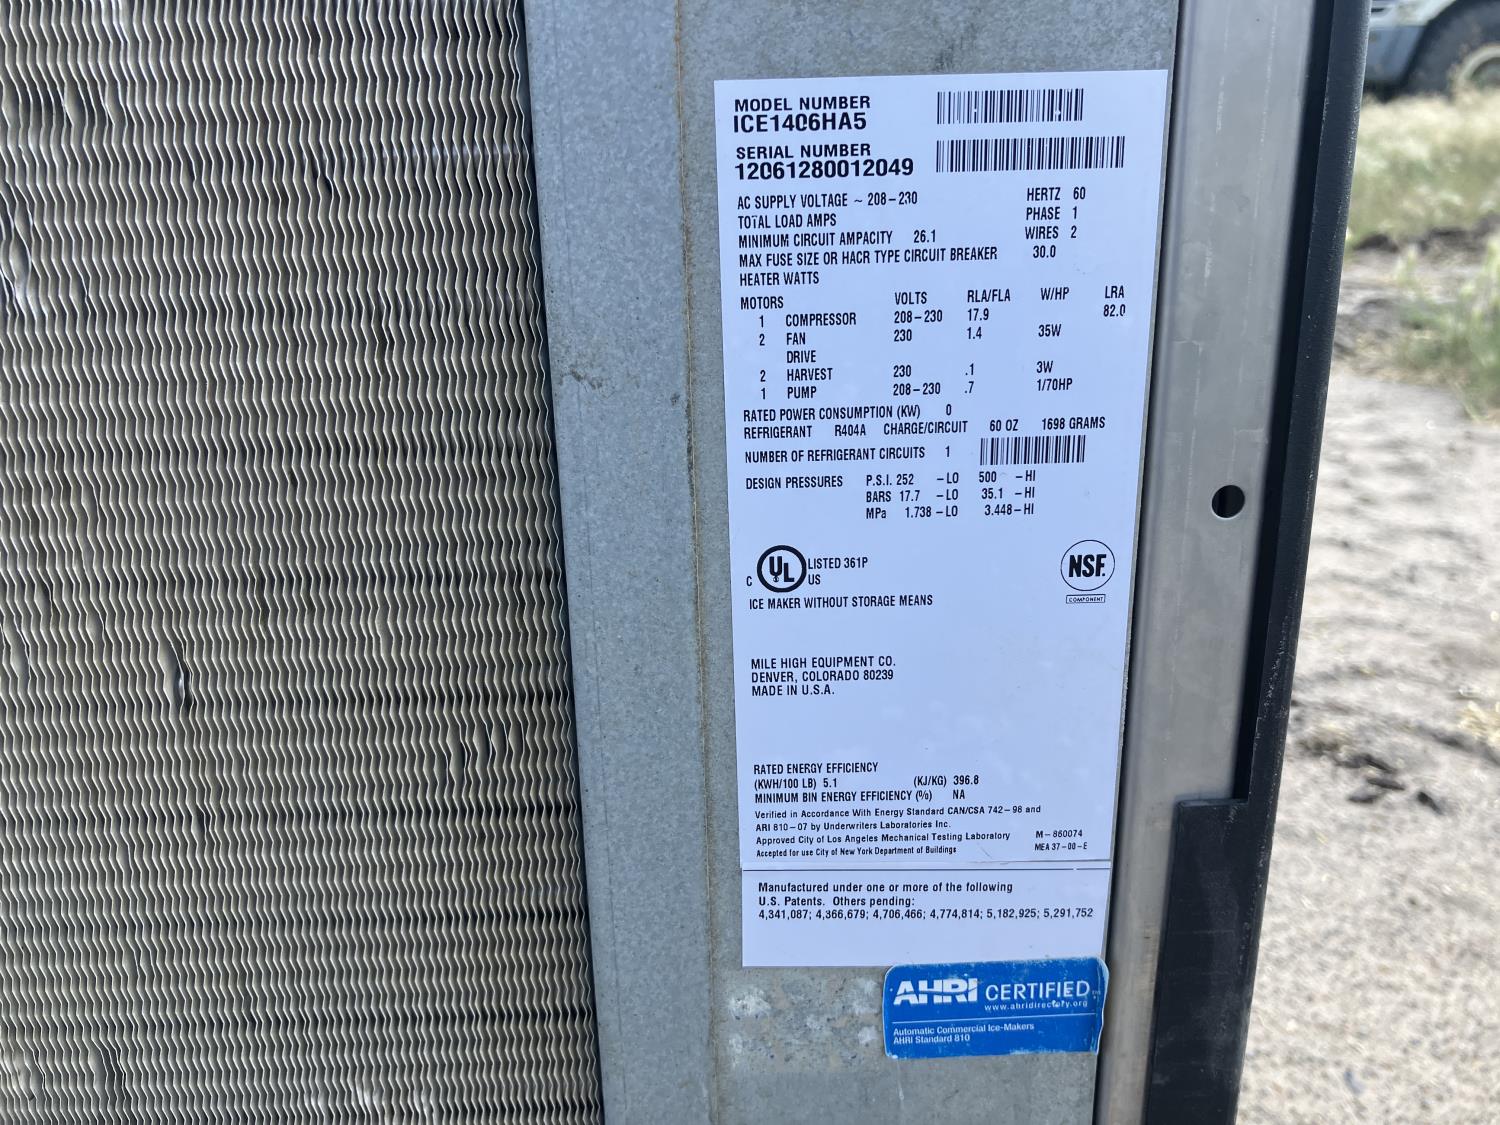 MODEL NUMBER
ICE1406HA5
SERIAL NUMBER
12061280012049
AC SUPPLY VOLTAGE ~ 208-230 HERTZ 60
TOTAL LOAD AMPS PHASE 1
MINIMUM CIRCUIT AMPACITY 26.1 WIRES 2
MAX FUSE SIZE OR HACR TYPE CIRCUIT BREAKER 30.0
HEATER WATTS
MOTORS VOLTS RLA/FLA W/HP LRA
1 COMPRESSOR 208-230 17.9 82.0
2 FAN 230 1.4 35W
DRIVE
2 HARVEST 230 .1 3W
1 PUMP 208-230 .7 1/70HP
RATED POWER CONSUMPTION (KW) 0
REFRIGERANT R404A CHARGE/CIRCUIT 60 OZ 1698 GRAMS
NUMBER OF REFRIGERANT CIRCUITS 1
DESIGN PRESSURES P.S.I. 252 -LO 500 -HI
BARS 17.7 -LO 35.1 -HI
MPa 1.738 -LO 3.448-HI
C UL US LISTED 361P
NSF.
COMPONENT
ICE MAKER WITHOUT STORAGE MEANS
MILE HIGH EQUIPMENT CO.
DENVER, COLORADO 80239
MADE IN U.S.A.
RATED ENERGY EFFICIENCY
(KWH/100 LB) 5.1 (KJ/KG) 396.8
MINIMUM BIN ENERGY EFFICIENCY (%) NA
Verified in Accordance With Energy Standard CAN/CSA 742-98 and
ARI 810-07 by Underwriters Laboratories Inc.
Approved City of Los Angeles Mechanical Testing Laboratory M-860074
Accepted for use City of New York Department of Buildings MEA 37-00-E
Manufactured under one or more of the following
U.S. Patents. Others pending:
4,341,087; 4,366,679; 4,706,466; 4,774,814; 5,182,925; 5,291,752
AHRI CERTIFIED™
www.ahridirectory.org
Automatic Commercial Ice-Makers
AHRI Standard 810